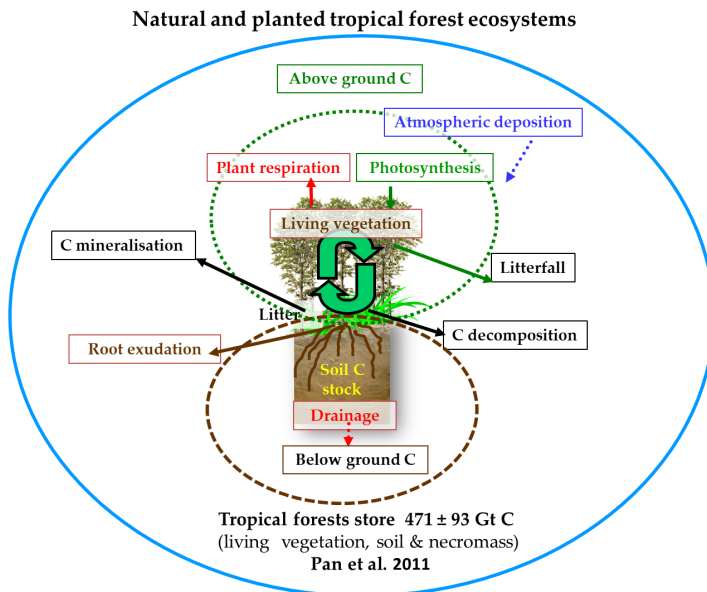 Natural and planted tropical forest ecosystems
Above ground C
Atmospheric deposition
Plant respiration
Photosynthesis
Living vegetation
C mineralisation
Litterfall
Litter
C decomposition
Root exudation
Soil C
stock
Drainage
Below ground C
Tropical forests store 471 ± 93 Gt C
(living vegetation, soil & necromass)
Pan et al. 2011